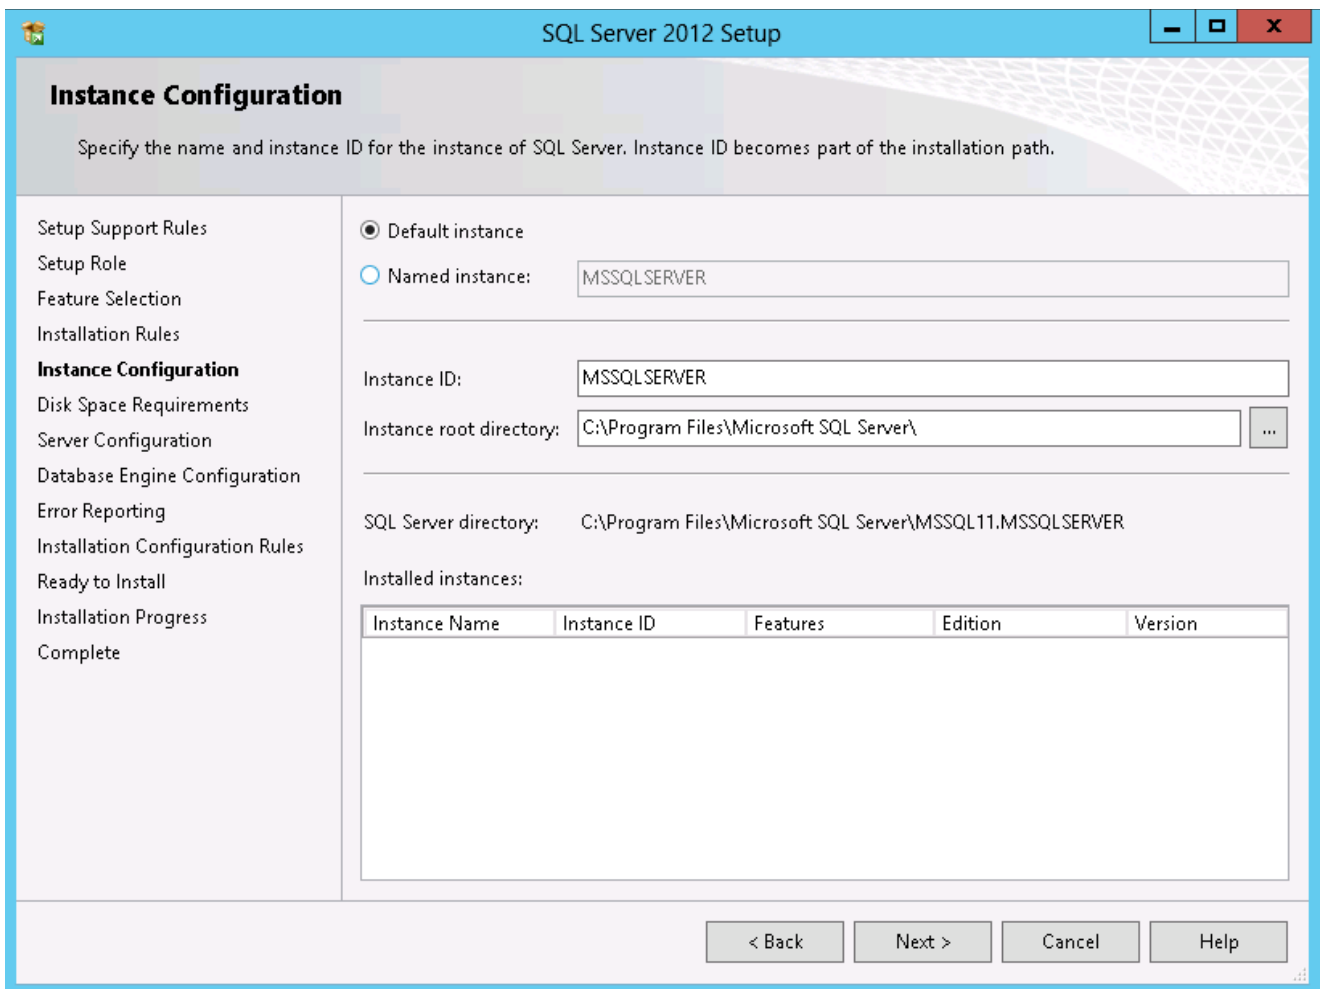 SQL Server 2012 Setup
Instance Configuration
Specify the name and instance ID for the instance of SQL Server. Instance ID becomes part of the installation path.
Setup Support Rules
Setup Role
Feature Selection
Installation Rules
Instance Configuration
Disk Space Requirements
Server Configuration
Database Engine Configuration
Error Reporting
Installation Configuration Rules
Ready to Install
Installation Progress
Complete
Default instance
Named instance: MSSQLSERVER
Instance ID: MSSQLSERVER
Instance root directory: C:\Program Files\Microsoft SQL Server\ ...
SQL Server directory: C:\Program Files\Microsoft SQL Server\MSSQL11.MSSQLSERVER
Installed instances:
Instance Name Instance ID Features Edition Version
< Back Next > Cancel Help